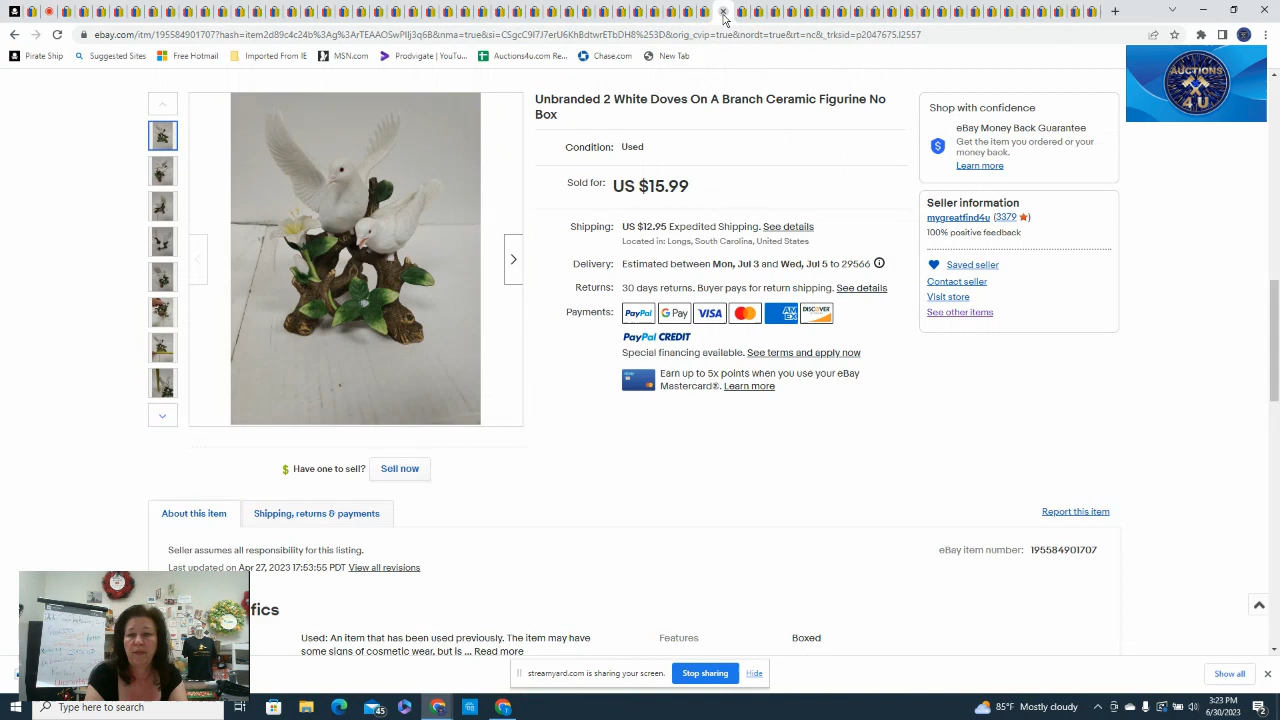 ebay.com/itm/195584901707?hash=item2d89c4c24b%3Ag%3ArTEAAOSwPIlj3q6B&nma=true&si=CSgcC9I7J7erU6KhBdtwrETbDH8%253D&orig_cvip=true&nordt=true&rt=nc&_trksid=p2047675.l2557
Pirate Ship
Suggested Sites
Free Hotmail
Imported From IE
MSN.com
Prodvigate | YouTu...
Auctions4u.com Re...
Chase.com
New Tab
AUCTIONS
4 U
Unbranded 2 White Doves On A Branch Ceramic Figurine No
Box
Condition: Used
Sold for: US $15.99
Shipping: US $12.95 Expedited Shipping. See details
Located in: Longs, South Carolina, United States
Delivery: Estimated between Mon, Jul 3 and Wed, Jul 5 to 29566
Returns: 30 days returns. Buyer pays for return shipping. See details
Payments: PayPal G Pay VISA AM EX DISCOVER
PayPal CREDIT
Special financing available. See terms and apply now
Earn up to 5x points when you use your eBay
Mastercard®. Learn more
Shop with confidence
eBay Money Back Guarantee
Get the item you ordered or your
money back.
Learn more
Seller information
mygreatfind4u (3379)
100% positive feedback
Saved seller
Contact seller
Visit store
See other items
Have one to sell? Sell now
About this item
Shipping, returns & payments
Report this item
Seller assumes all responsibility for this listing.
eBay item number: 195584901707
Last updated on Apr 27, 2023 17:53:55 PDT View all revisions
fics
Used: An item that has been used previously. The item may have
some signs of cosmetic wear, but is ... Read more
Features
Boxed
streamyard.com is sharing your screen.
Stop sharing
Hide
Show all
Type here to search
45
85°F Mostly cloudy
3:23 PM
6/30/2023
2